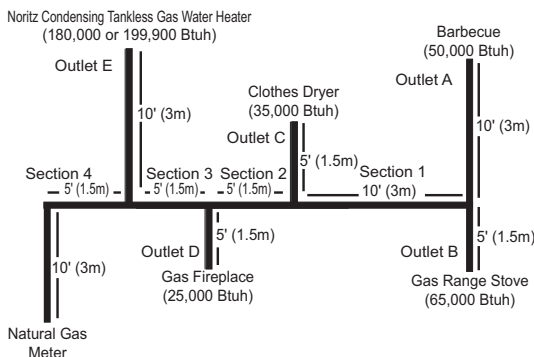 Noritz Condensing Tankless Gas Water Heater
(180,000 or 199,900 Btuh)
Outlet E
10' (3m)
Barbecue
(50,000 Btuh)
Outlet A
10' (3m)
Clothes Dryer
(35,000 Btuh)
Outlet C
5' (1.5m)
Section 4
5' (1.5m)
Section 3
5' (1.5m)
Section 2
5' (1.5m)
Section 1
10' (3m)
10' (3m)
Natural Gas
Meter
Outlet D
5' (1.5m)
Gas Fireplace
(25,000 Btuh)
Outlet B
5' (1.5m)
Gas Range Stove
(65,000 Btuh)